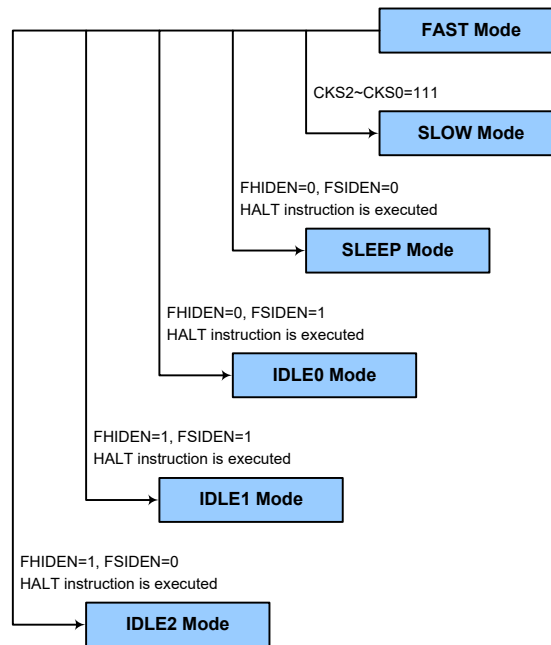 FAST Mode
CKS2~CKS0=111
SLOW Mode
FHIDEN=0, FSIDEN=0
HALT instruction is executed
SLEEP Mode
FHIDEN=0, FSIDEN=1
HALT instruction is executed
IDLE0 Mode
FHIDEN=1, FSIDEN=1
HALT instruction is executed
IDLE1 Mode
FHIDEN=1, FSIDEN=0
HALT instruction is executed
IDLE2 Mode